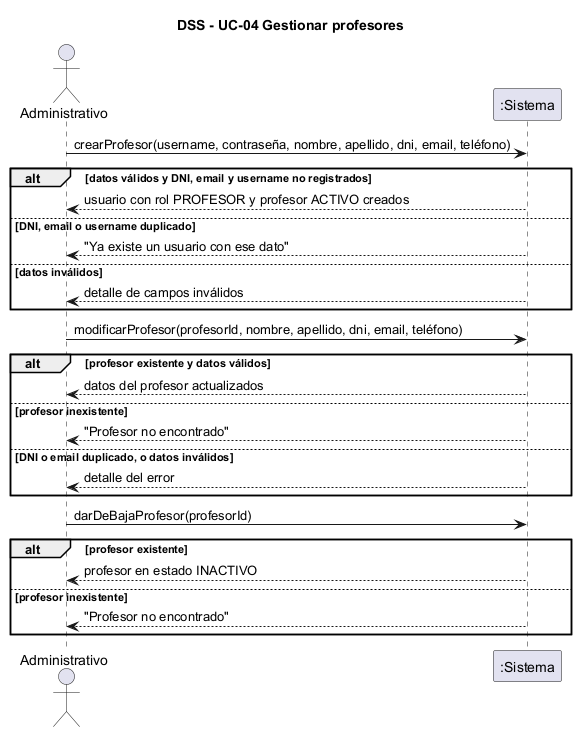 DSS - UC-04 Gestionar profesores
Administrativo
:Sistema
crearProfesor(username, contraseña, nombre, apellido, dni, email, teléfono)
alt [datos válidos y DNI, email y username no registrados]
usuario con rol PROFESOR y profesor ACTIVO creados
[DNI, email o username duplicado]
"Ya existe un usuario con ese dato"
[datos inválidos]
detalle de campos inválidos
modificarProfesor(profesorId, nombre, apellido, dni, email, teléfono)
alt [profesor existente y datos válidos]
datos del profesor actualizados
[profesor inexistente]
"Profesor no encontrado"
[DNI o email duplicado, o datos inválidos]
detalle del error
darDeBajaProfesor(profesorId)
alt [profesor existente]
profesor en estado INACTIVO
[profesor inexistente]
"Profesor no encontrado"
Administrativo
:Sistema